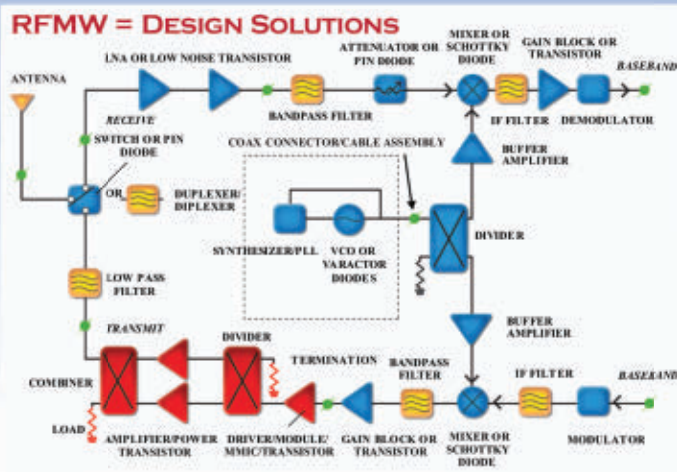 RFMW = DESIGN SOLUTIONS
ANTENNA
LNA OR LOW NOISE TRANSISTOR
ATTENUATOR OR
PIN DIODE
MIXER OR
SCHOTTKY
DIODE
GAIN BLOCK OR
TRANSISTOR
BASEBAND
RECEIVE
BANDPASS FILTER
IF FILTER
DEMODULATOR
SWITCH OR PIN
DIODE
COAX CONNECTOR/CABLE ASSEMBLY
BUFFER
AMPLIFIER
OR
DUPLEXER/
DIPLEXER
SYNTHESIZER/PLL
VCO OR
VARACTOR
DIODES
DIVIDER
LOW PASS
FILTER
TRANSMIT
DIVIDER
TERMINATION
BUFFER
AMPLIFIER
BANDPASS
FILTER
IF FILTER
BASEBAND
COMBINER
LOAD
AMPLIFIER/POWER
TRANSISTOR
DRIVER/MODULE/
MMIC/TRANSISTOR
GAIN BLOCK OR
TRANSISTOR
MIXER OR
SCHOTTKY
DIODE
MODULATOR